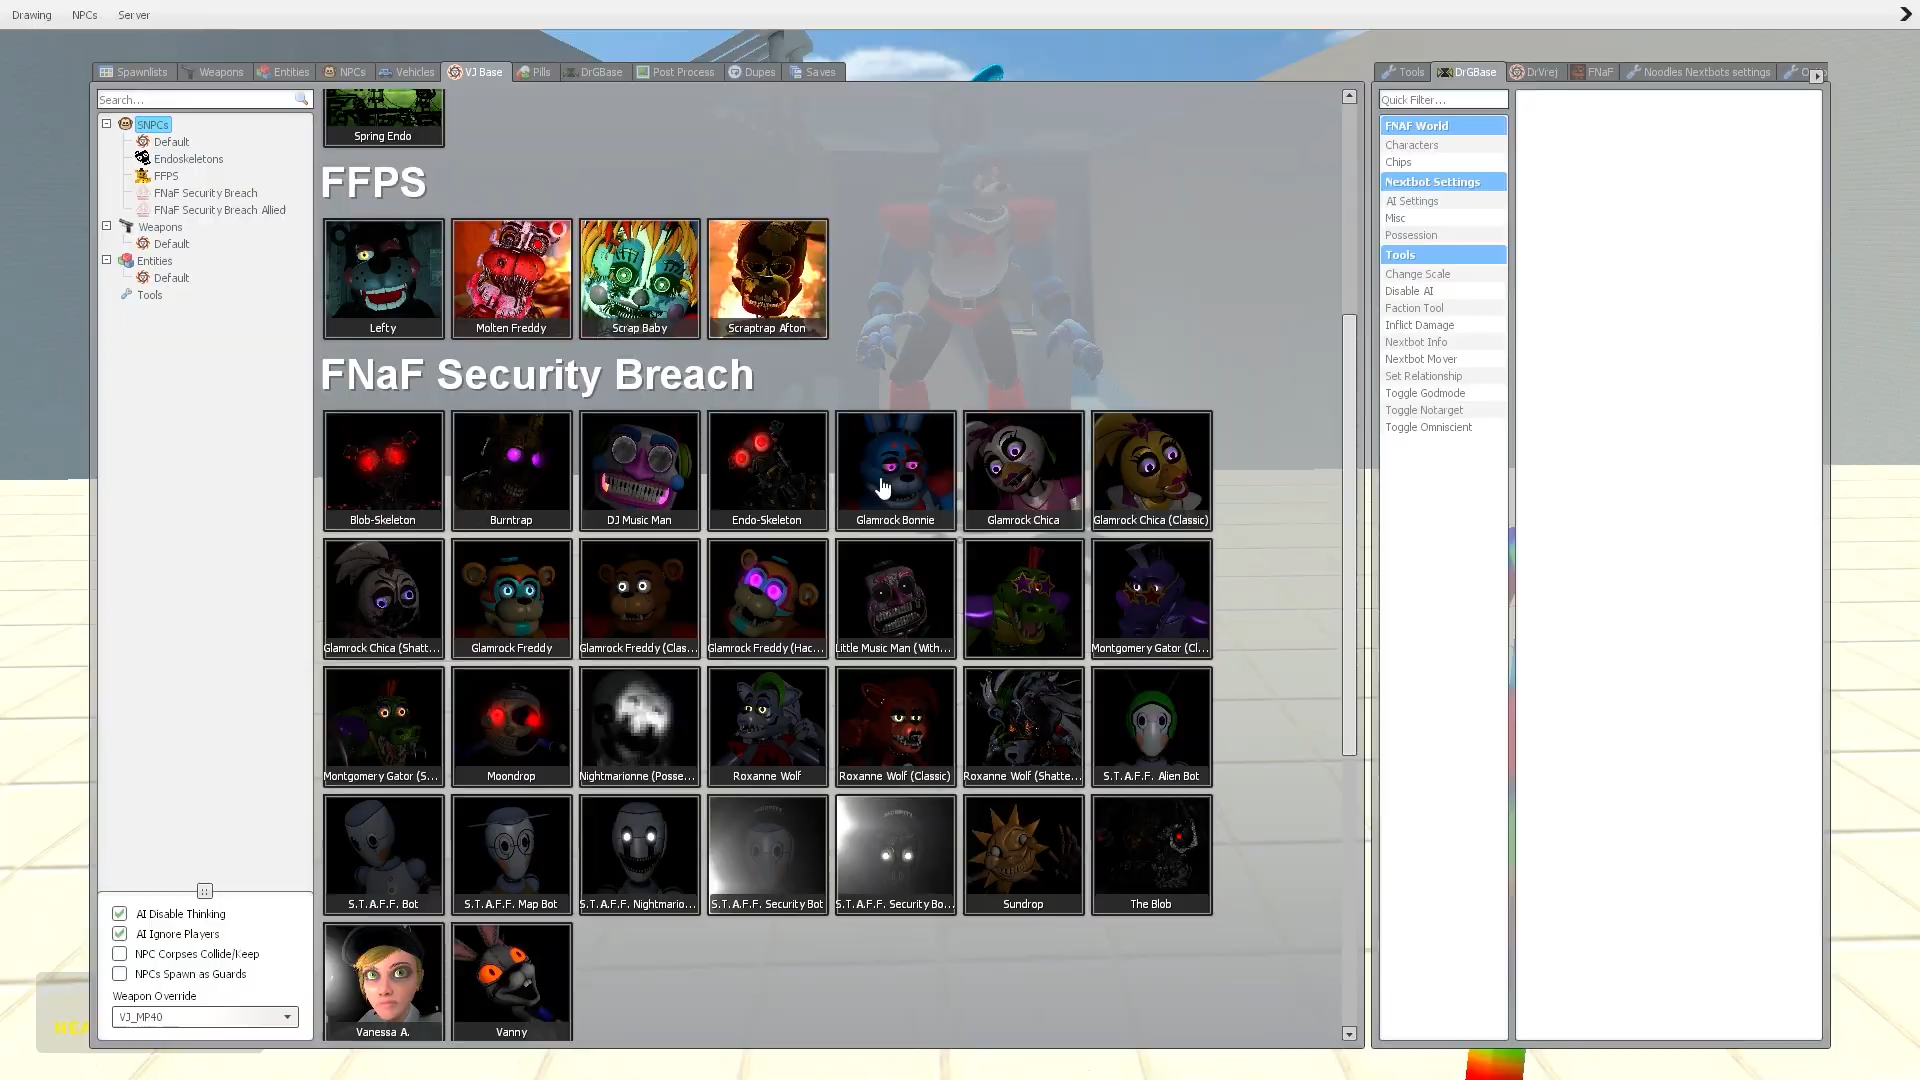 Drawing NPCs Server
Spawnlists Weapons Entities NPCs Vehicles VJ Base Pills DrGBase Post Process Dupes Saves
Tools DrGBase DrVrej FNaF Noodles Nextbots settings
Search...
SNPCs
Default
Endoskeletons
FFPS
FNaF Security Breach
FNaF Security Breach Allied
Weapons
Default
Entities
Default
Tools
AI Disable Thinking
AI Ignore Players
NPC Corpses Collide/Keep
NPCs Spawn as Guards
Weapon Override
VJ_MP40
Spring Endo
FFPS
Lefty Molten Freddy Scrap Baby Scraptrap Afton
FNaF Security Breach
Blob-Skeleton Burntrap DJ Music Man Endo-Skeleton Glamrock Bonnie Glamrock Chica Glamrock Chica (Classic)
Glamrock Chica (Shatt... Glamrock Freddy Glamrock Freddy (Clas... Glamrock Freddy (Hac... Little Music Man (With... Montgomery Gator (Cl...
Montgomery Gator (S... Moondrop Nightmarionne (Posse... Roxanne Wolf Roxanne Wolf (Classic) Roxanne Wolf (Shatte... S.T.A.F.F. Alien Bot
S.T.A.F.F. Bot S.T.A.F.F. Map Bot S.T.A.F.F. Nightmario... S.T.A.F.F. Security Bot S.T.A.F.F. Security Bo... Sundrop The Blob
Vanessa A. Vanny
Quick Filter...
FNAF World
Characters
Chips
Nextbot Settings
AI Settings
Misc
Possession
Tools
Change Scale
Disable AI
Faction Tool
Inflict Damage
Nextbot Info
Nextbot Mover
Set Relationship
Toggle Godmode
Toggle Notarget
Toggle Omniscient